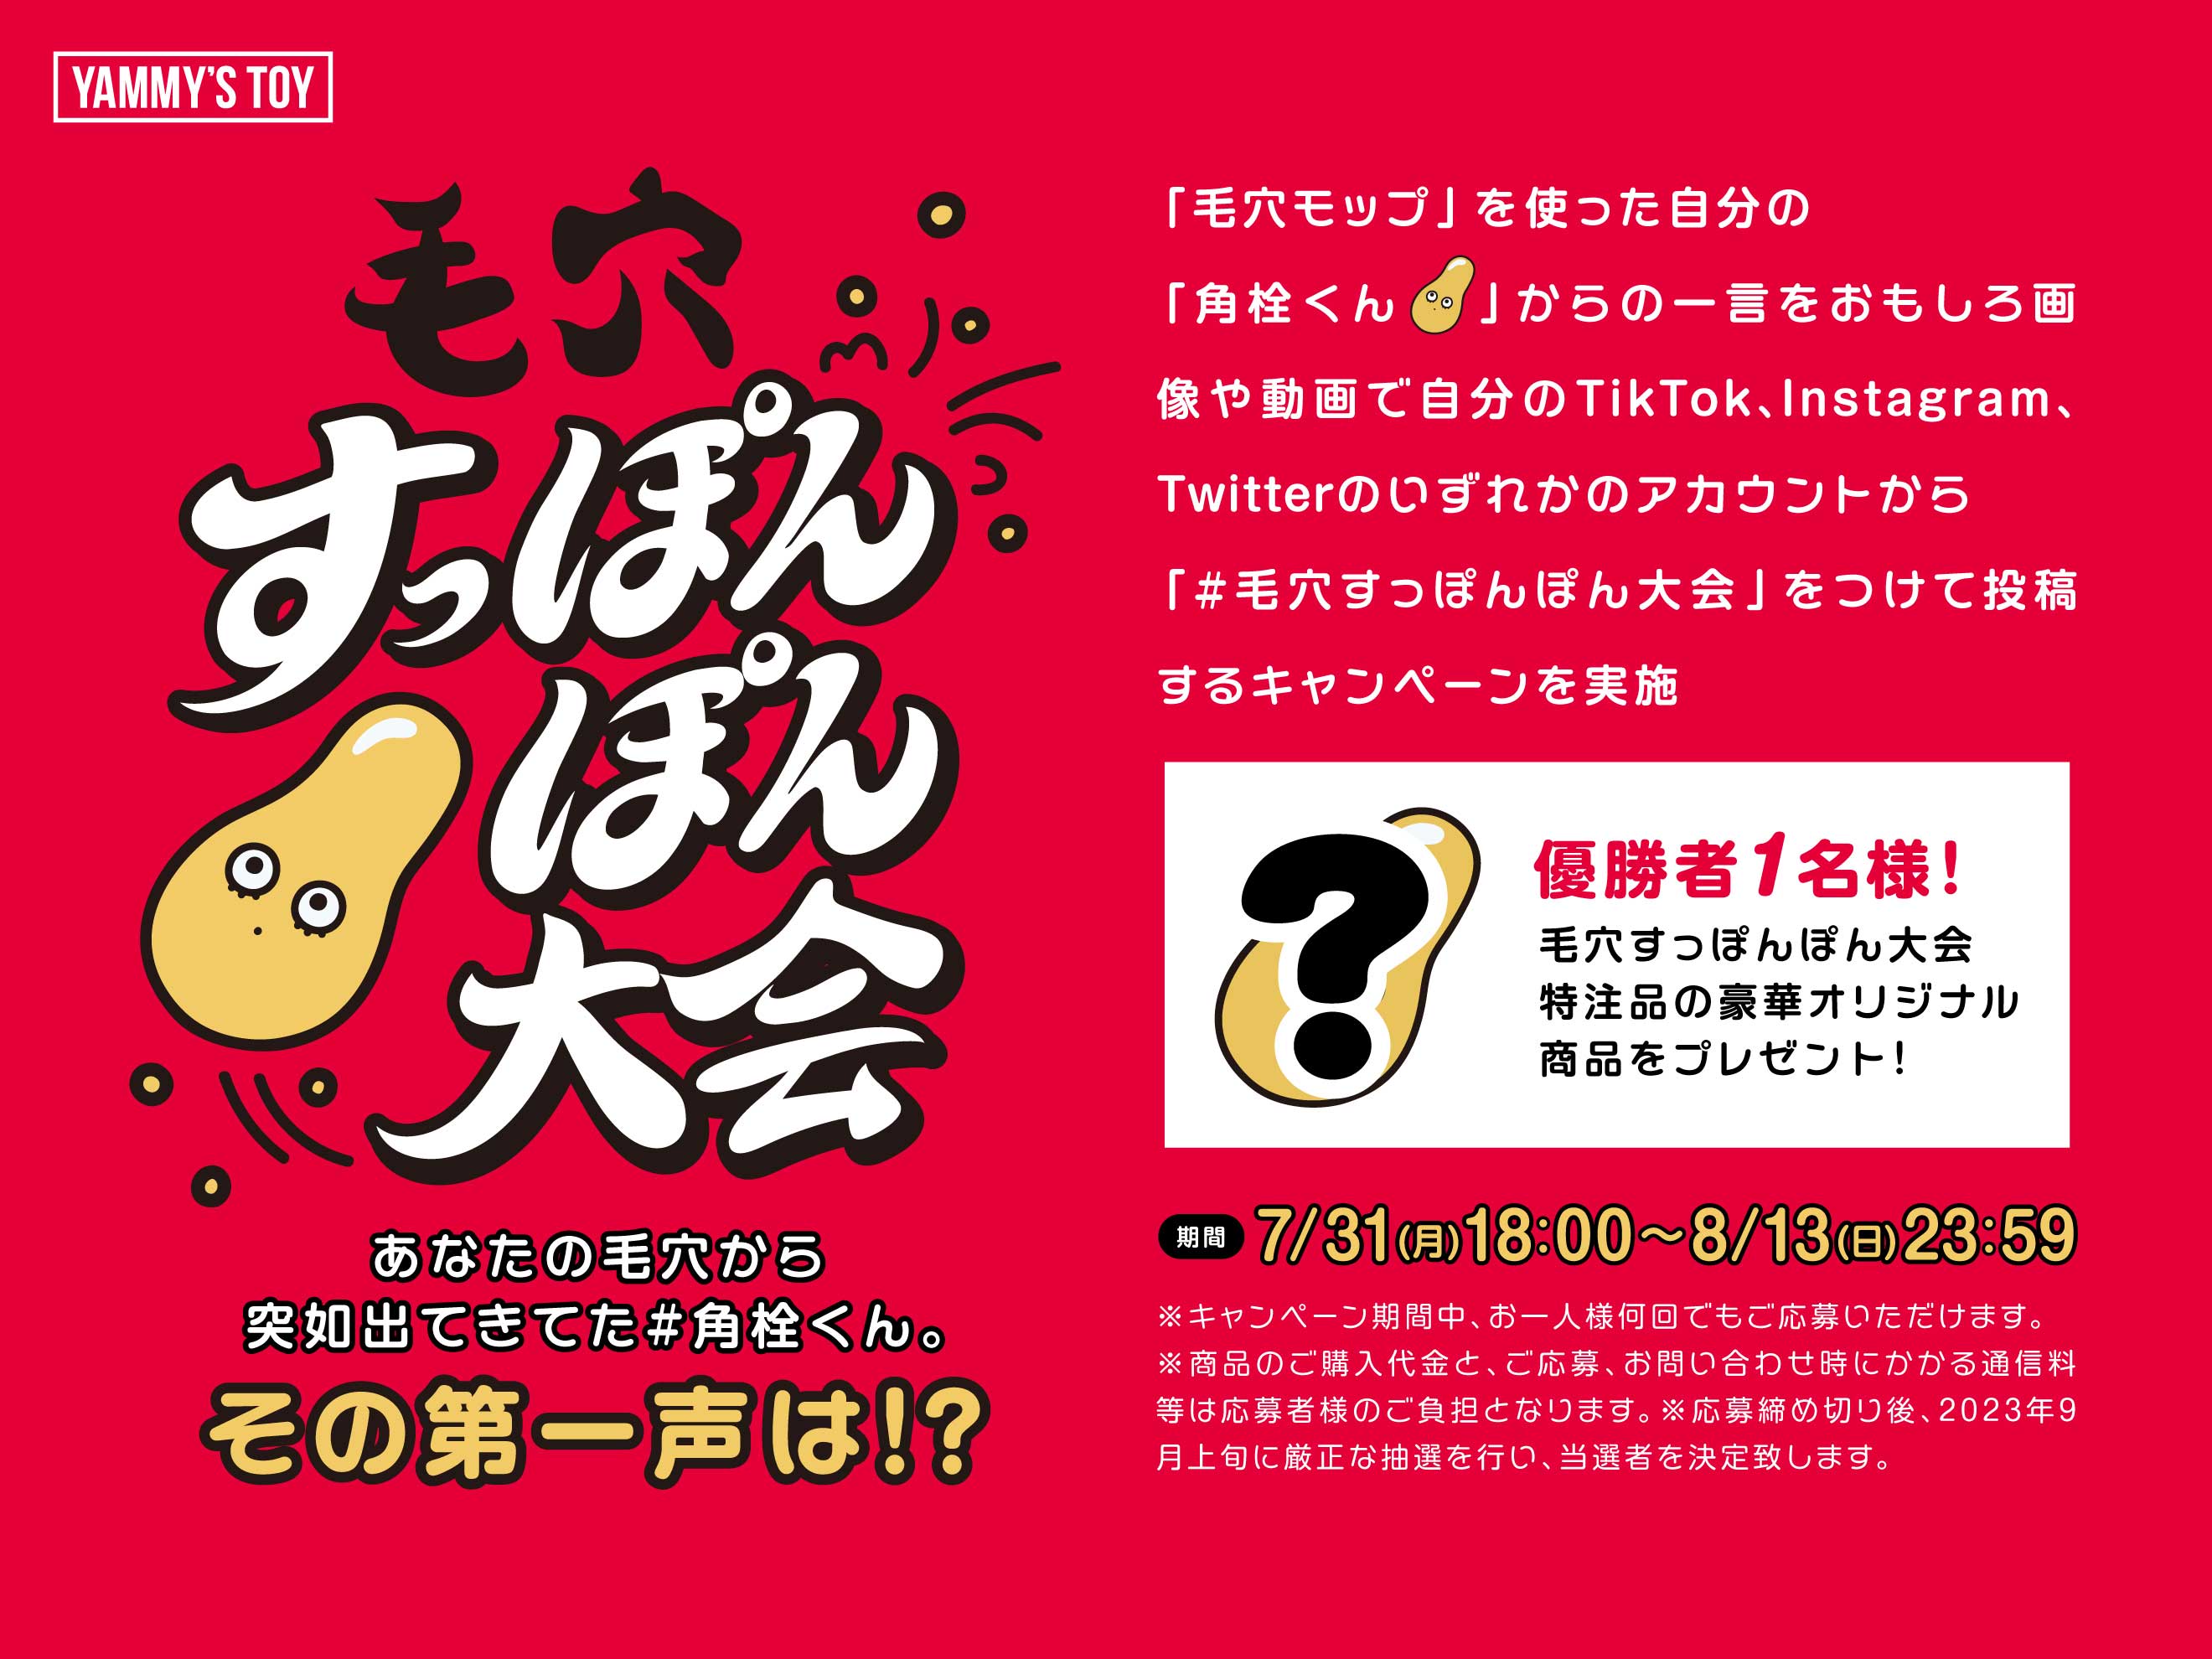 YAMMY'S TOY
毛穴
すっぽん
ぽん
大会
あなたの毛穴から
突如出てきてた#角栓くん。
その第一声は!?
「毛穴モップ」を使った自分の
「角栓くん」からの一言をおもしろ画
像や動画で自分のTikTok、Instagram、
Twitterのいずれかのアカウントから
「#毛穴すっぽんぽん大会」をつけて投稿
するキャンペーンを実施
?
優勝者1名様!
毛穴すっぽんぽん大会
特注品の豪華オリジナル
商品をプレゼント!
期間 7/31(月)18:00〜8/13(日)23:59
※キャンペーン期間中、お一人様何回でもご応募いただけます。
※商品のご購入代金と、ご応募、お問い合わせ時にかかる通信料
等は応募者様のご負担となります。※応募締め切り後、2023年9
月上旬に厳正な抽選を行い、当選者を決定致します。